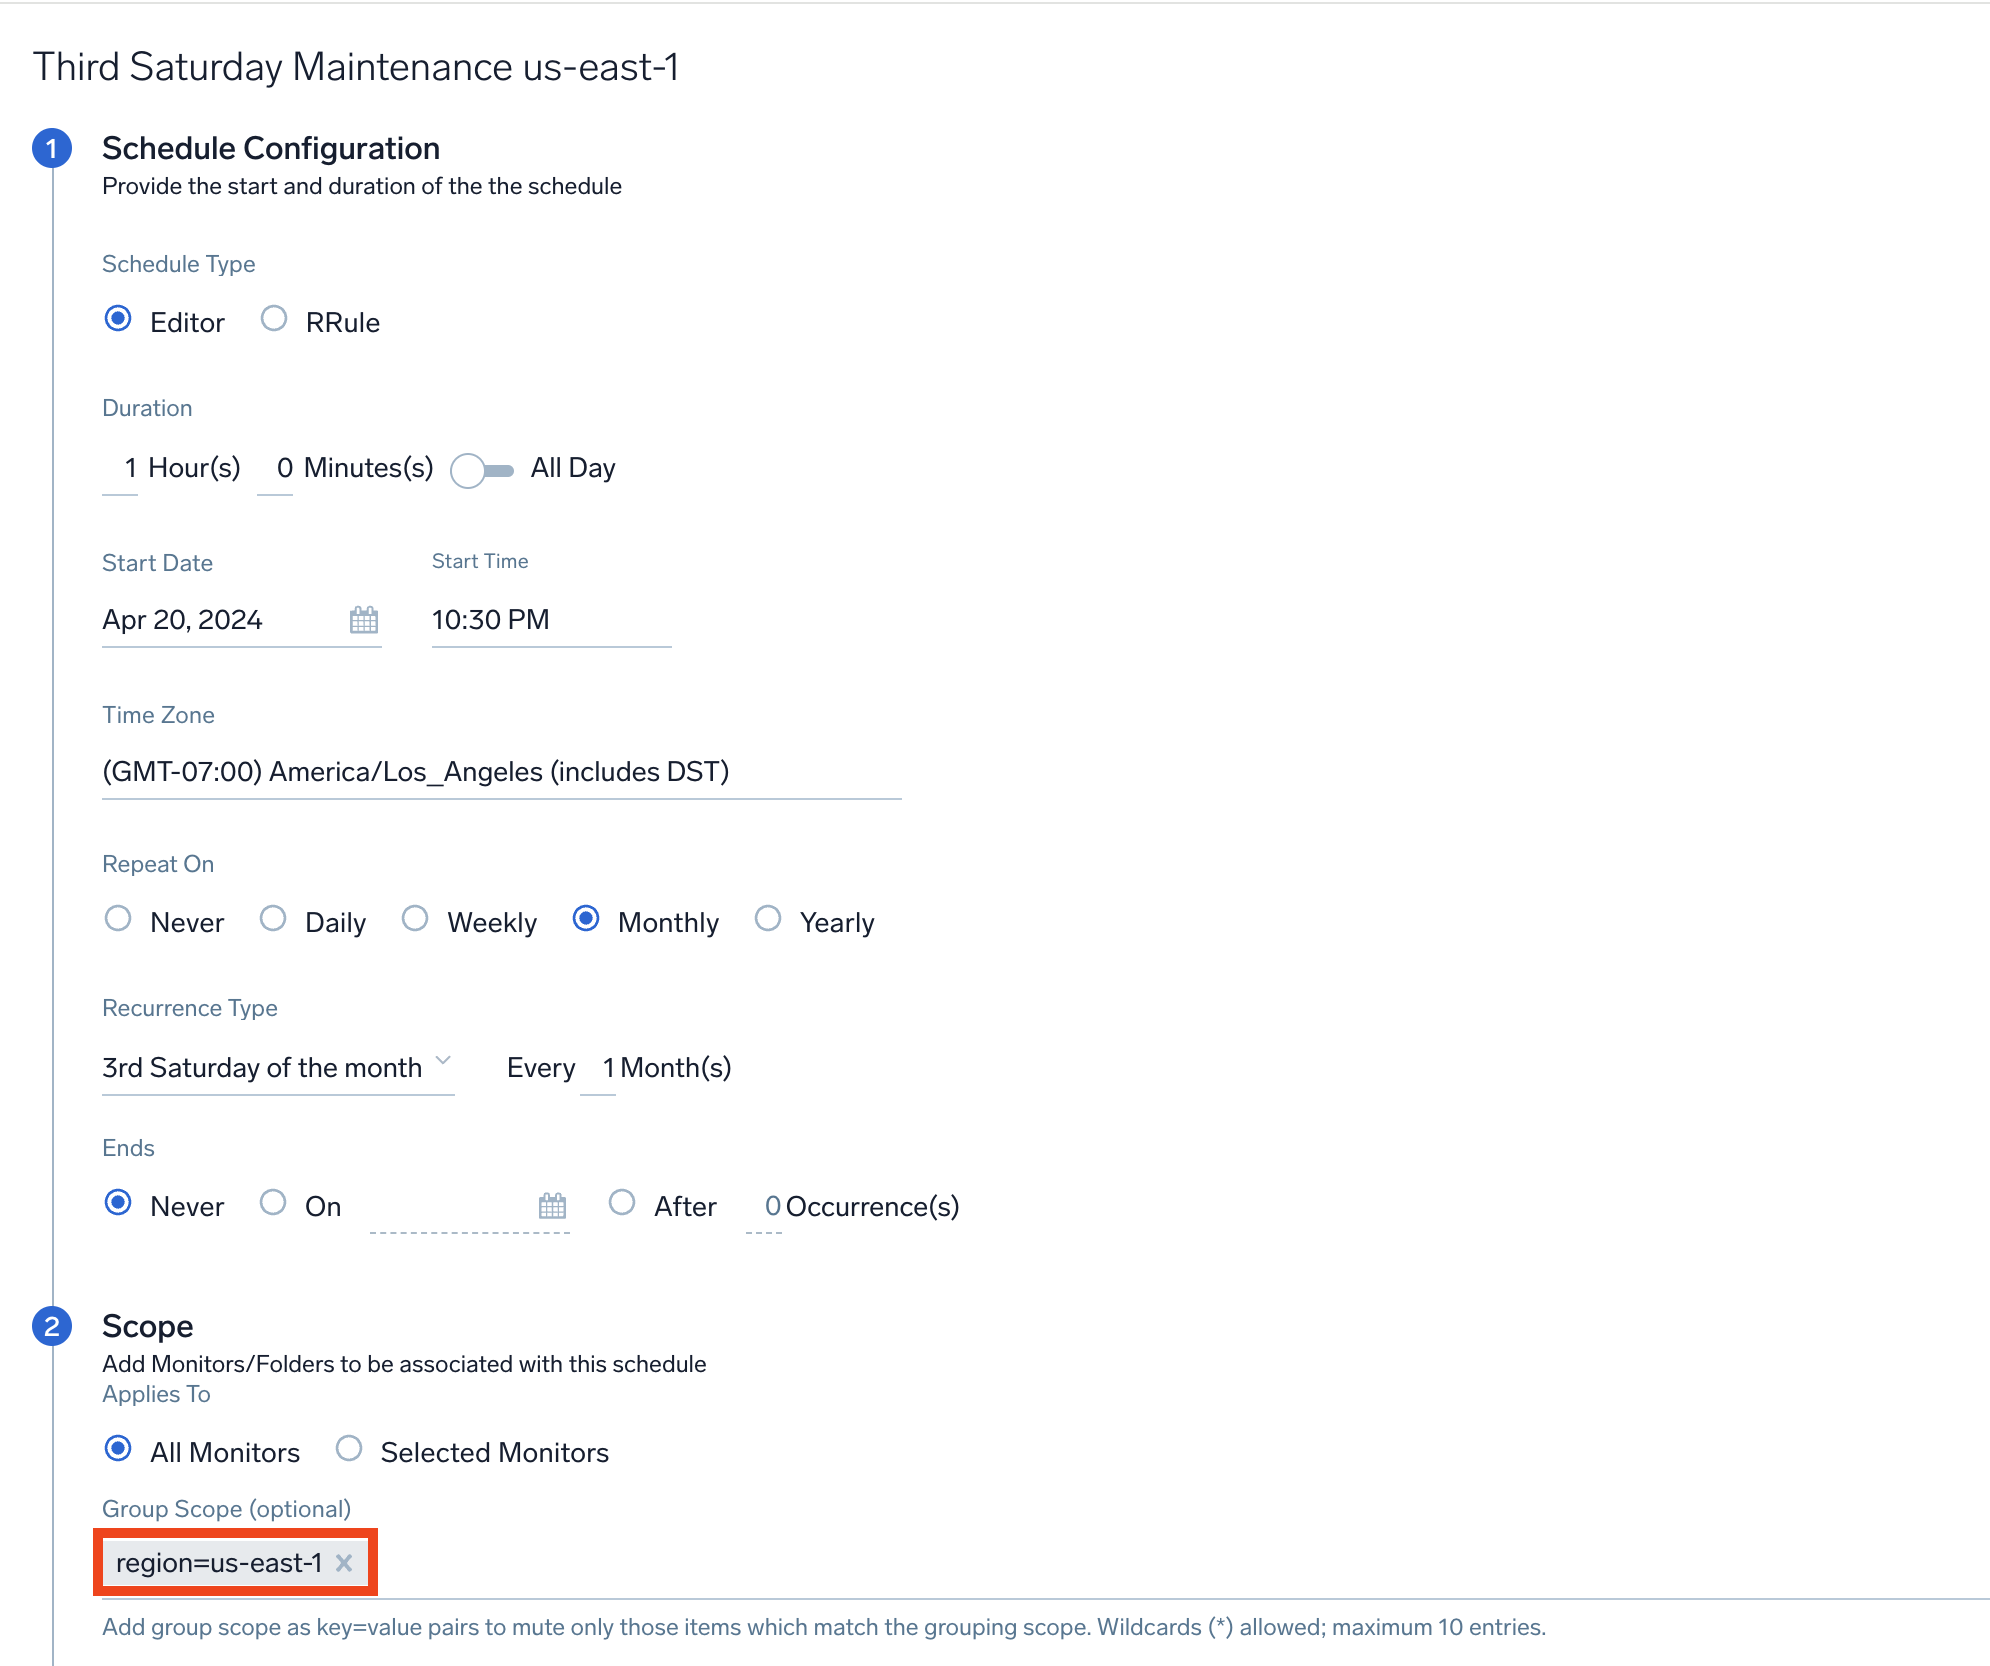 Third Saturday Maintenance us-east-1
1 Schedule Configuration
Provide the start and duration of the the schedule
Schedule Type
Editor RRule
Duration
1 Hour(s) 0 Minutes(s) All Day
Start Date Start Time
Apr 20, 2024 10:30 PM
Time Zone
(GMT-07:00) America/Los_Angeles (includes DST)
Repeat On
Never Daily Weekly Monthly Yearly
Recurrence Type
3rd Saturday of the month Every 1 Month(s)
Ends
Never On After 0 Occurrence(s)
2 Scope
Add Monitors/Folders to be associated with this schedule
Applies To
All Monitors Selected Monitors
Group Scope (optional)
region=us-east-1
Add group scope as key=value pairs to mute only those items which match the grouping scope. Wildcards (*) allowed; maximum 10 entries.